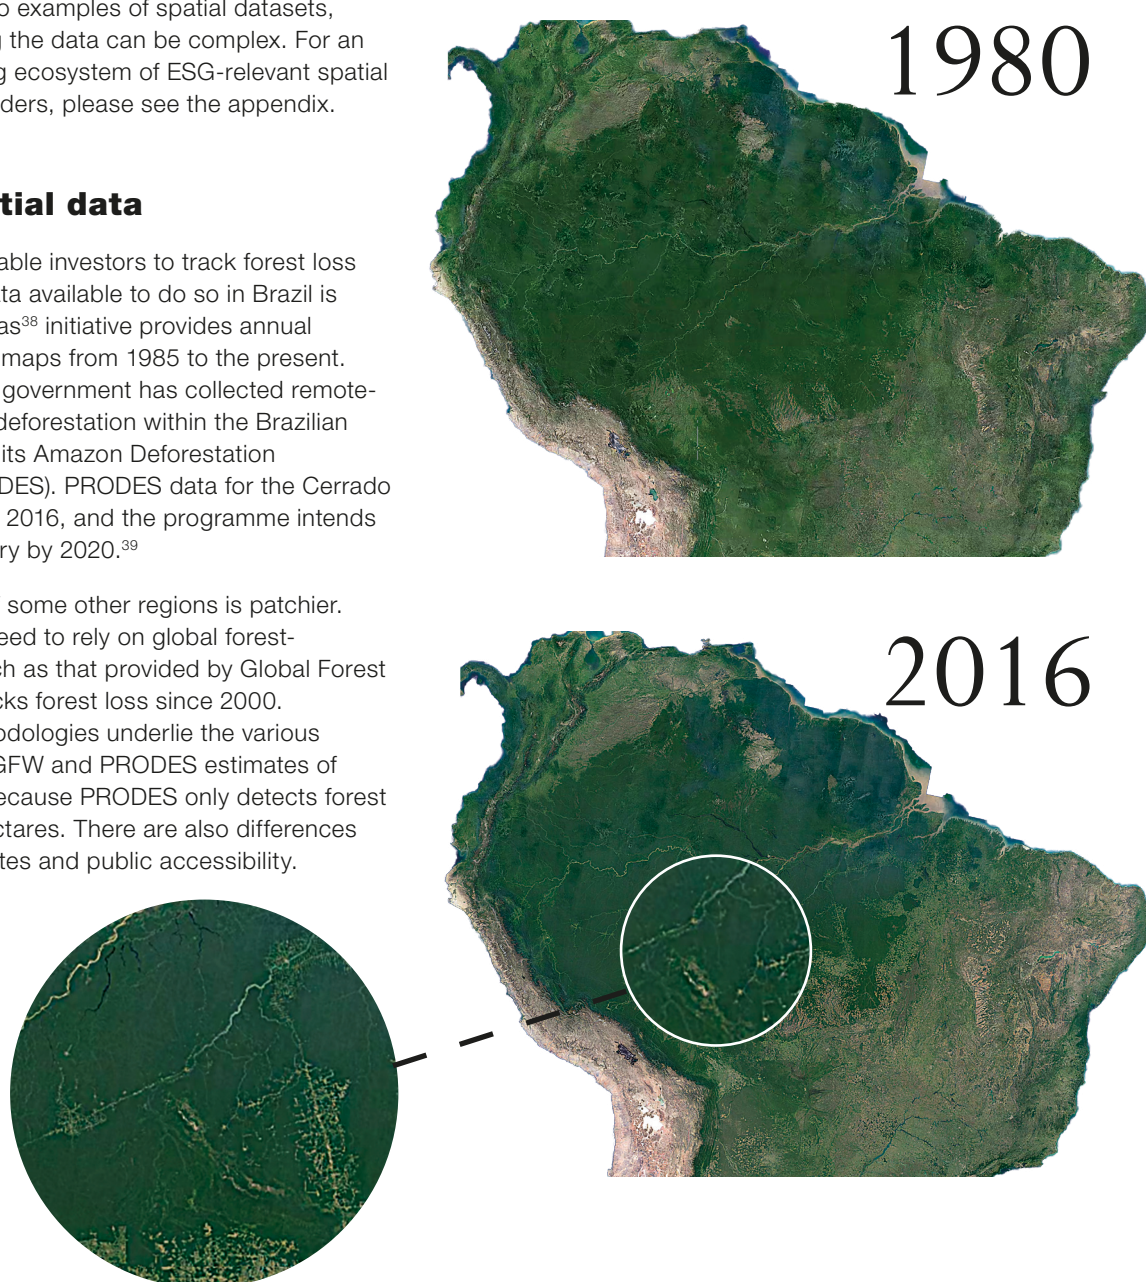 o examples of spatial datasets,
g the data can be complex. For an
g ecosystem of ESG-relevant spatial
ders, please see the appendix.
tial data
able investors to track forest loss
ta available to do so in Brazil is
as³⁸ initiative provides annual
maps from 1985 to the present.
government has collected remote-
deforestation within the Brazilian
its Amazon Deforestation
DES). PRODES data for the Cerrado
2016, and the programme intends
ry by 2020.³⁹
some other regions is patchier.
eed to rely on global forest-
ch as that provided by Global Forest
cks forest loss since 2000.
odologies underlie the various
GFW and PRODES estimates of
ecause PRODES only detects forest
ctares. There are also differences
tes and public accessibility.
1980
2016